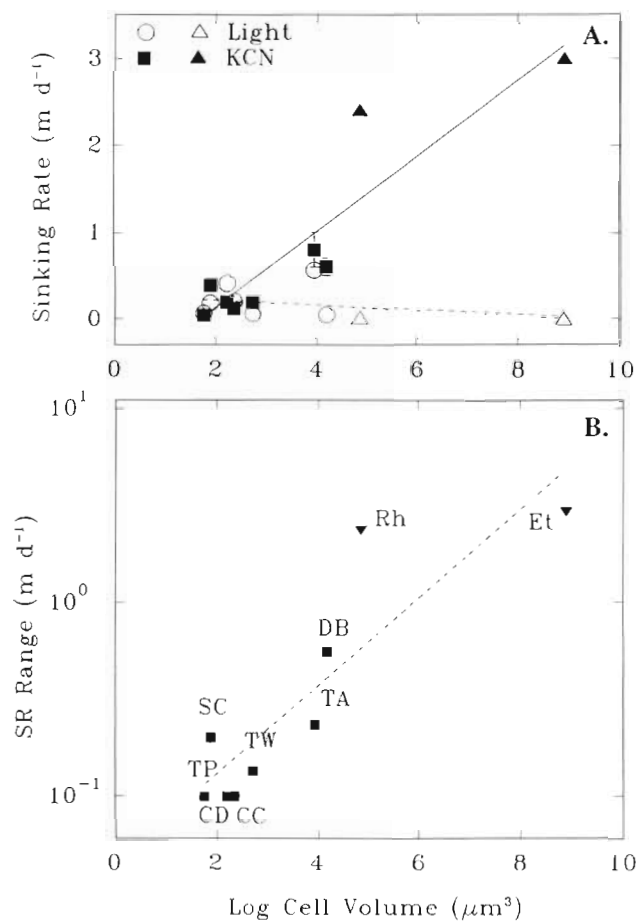 Light
KCN
A.
Sinking Rate (m d⁻¹)
3
2
1
0
0 2 4 6 8 10
B.
SR Range (m d⁻¹)
10¹
10⁰
10⁻¹
Rh
Et
DB
TA
SC
TW
TP
CD CC
0 2 4 6 8 10
Log Cell Volume (μm³)